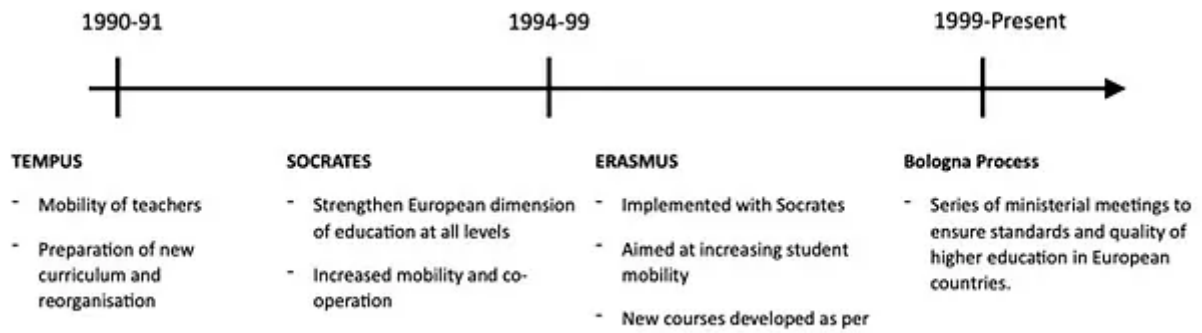 1990-91
1994-99
1999-Present
TEMPUS
- Mobility of teachers
- Preparation of new
curriculum and
reorganisation
SOCRATES
- Strengthen European dimension
of education at all levels
- Increased mobility and co-
operation
ERASMUS
- Implemented with Socrates
- Aimed at increasing student
mobility
- New courses developed as per
Bologna Process
- Series of ministerial meetings to
ensure standards and quality of
higher education in European
countries.